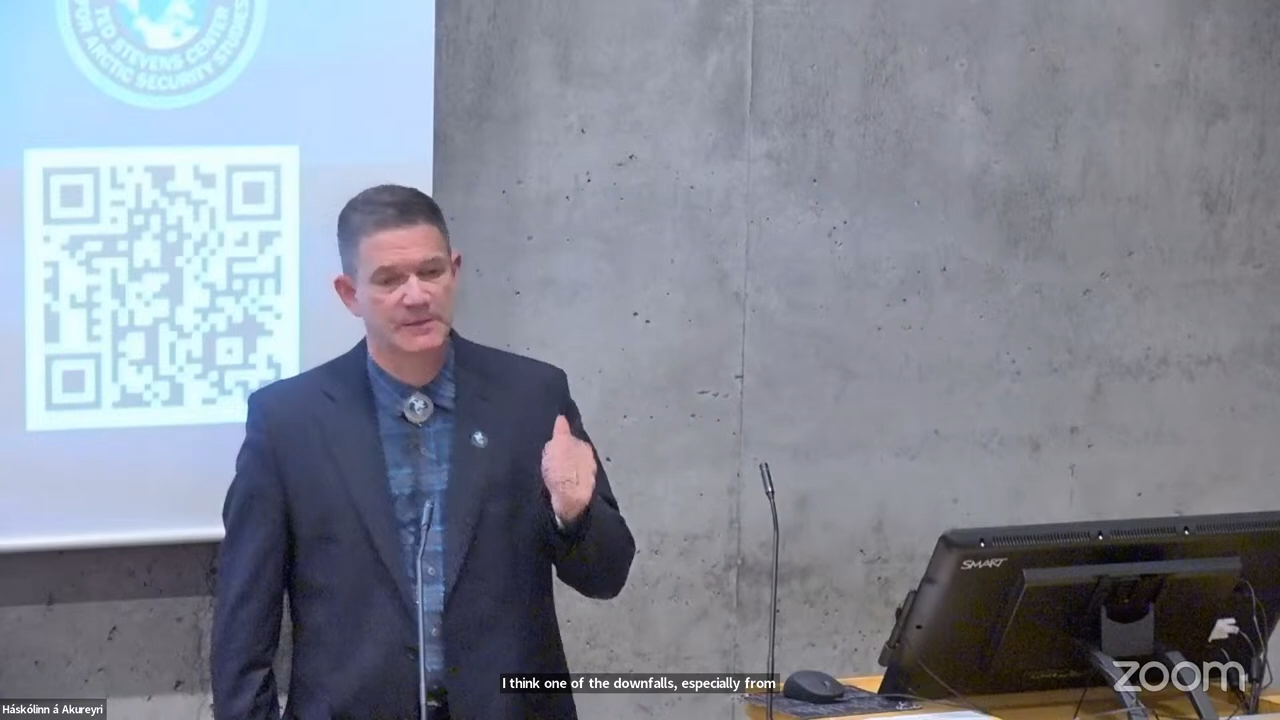 TED STEVENS CENTER
FOR ARCTIC SECURITY STUDIES
SMART
I think one of the downfalls, especially from
zoom
Háskólinn á Akureyri